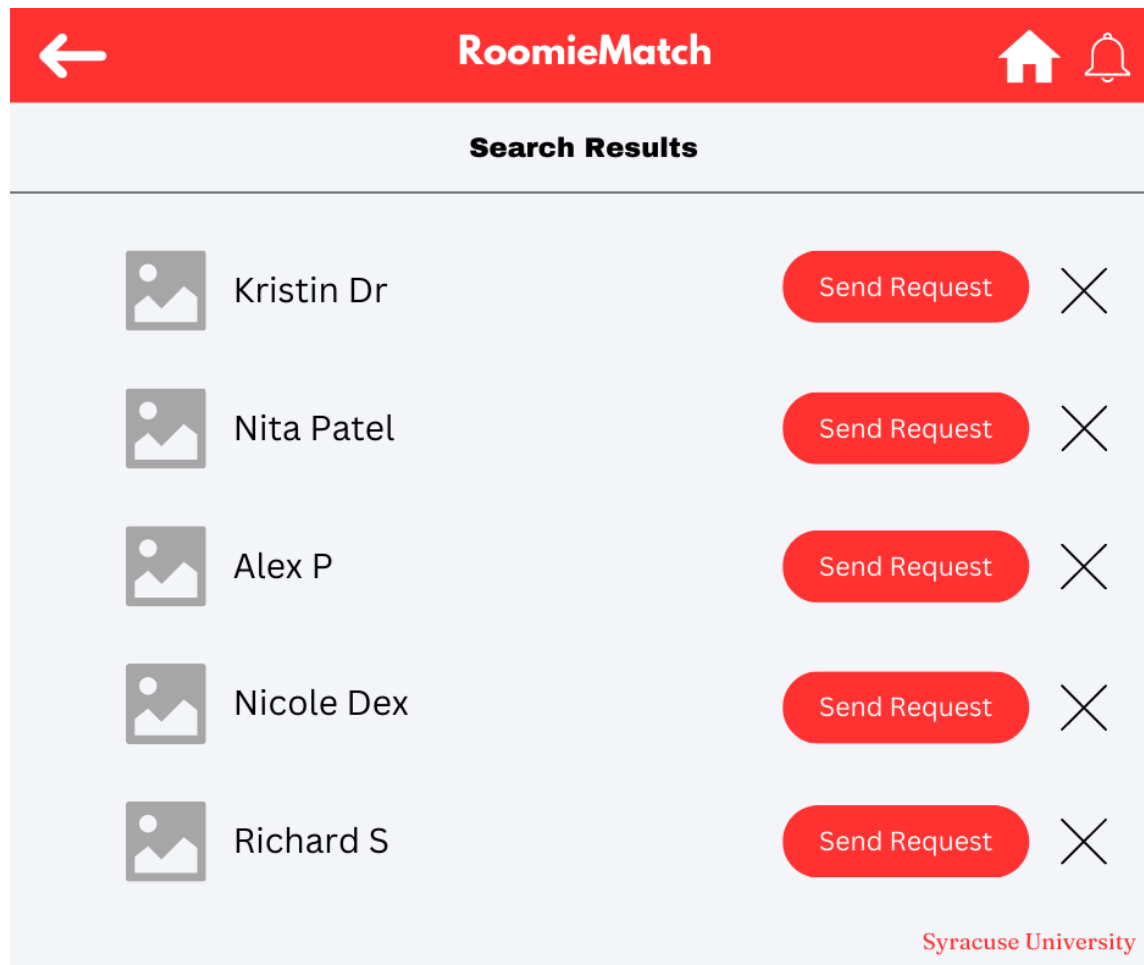 RoomieMatch
Search Results
Kristin Dr Send Request
Nita Patel Send Request
Alex P Send Request
Nicole Dex Send Request
Richard S Send Request
Syracuse University